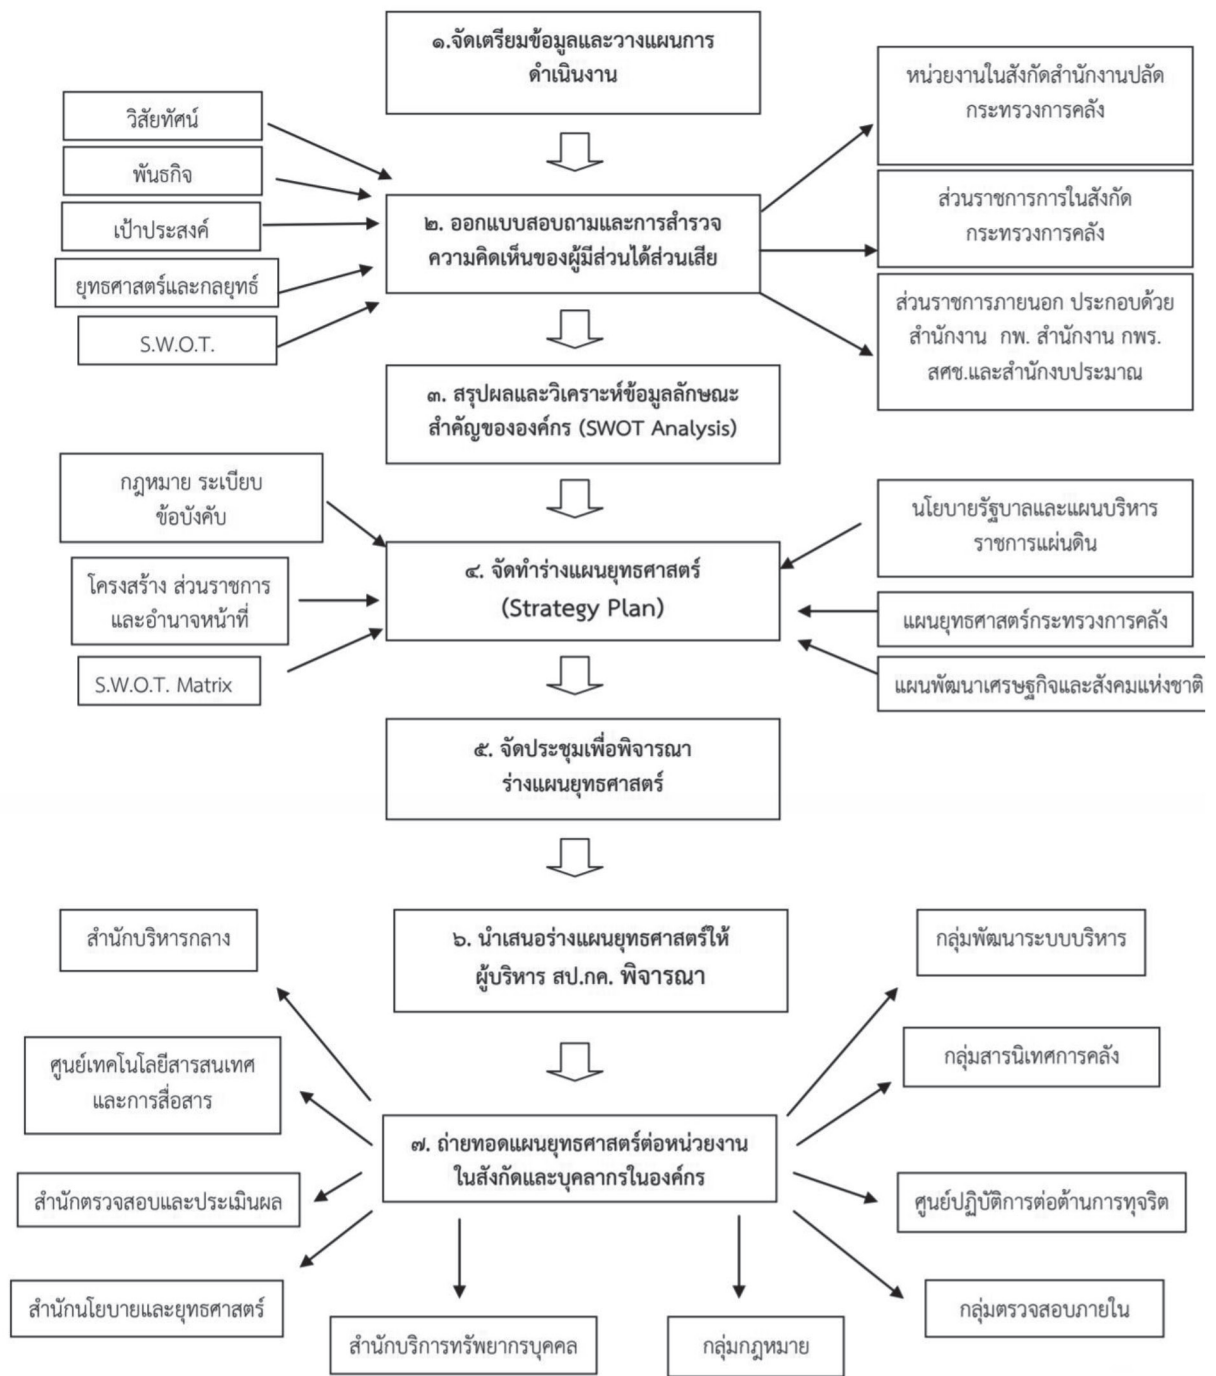 ๑.จัดเตรียมข้อมูลและวางแผนการ
ดำเนินงาน
วิสัยทัศน์
พันธกิจ
เป้าประสงค์
ยุทธศาสตร์และกลยุทธ์
S.W.O.T.
๒. ออกแบบสอบถามและการสำรวจ
ความคิดเห็นของผู้มีส่วนได้ส่วนเสีย
หน่วยงานในสังกัดสำนักงานปลัด
กระทรวงการคลัง
ส่วนราชการการในสังกัด
กระทรวงการคลัง
ส่วนราชการภายนอก ประกอบด้วย
สำนักงาน กพ. สำนักงาน กพร.
สศช.และสำนักงบประมาณ
๓. สรุปผลและวิเคราะห์ข้อมูลลักษณะ
สำคัญขององค์กร (SWOT Analysis)
กฎหมาย ระเบียบ
ข้อบังคับ
โครงสร้าง ส่วนราชการ
และอำนาจหน้าที่
S.W.O.T. Matrix
๔. จัดทำร่างแผนยุทธศาสตร์
(Strategy Plan)
นโยบายรัฐบาลและแผนบริหาร
ราชการแผ่นดิน
แผนยุทธศาสตร์กระทรวงการคลัง
แผนพัฒนาเศรษฐกิจและสังคมแห่งชาติ
๕. จัดประชุมเพื่อพิจารณา
ร่างแผนยุทธศาสตร์
๖. นำเสนอร่างแผนยุทธศาสตร์ให้
ผู้บริหาร สป.กค. พิจารณา
สำนักบริหารกลาง
ศูนย์เทคโนโลยีสารสนเทศ
และการสื่อสาร
สำนักตรวจสอบและประเมินผล
สำนักนโยบายและยุทธศาสตร์
๗. ถ่ายทอดแผนยุทธศาสตร์ต่อหน่วยงาน
ในสังกัดและบุคลากรในองค์กร
กลุ่มพัฒนาระบบบริหาร
กลุ่มสารนิเทศการคลัง
ศูนย์ปฏิบัติการต่อต้านการทุจริต
กลุ่มตรวจสอบภายใน
สำนักบริการทรัพยากรบุคคล
กลุ่มกฎหมาย